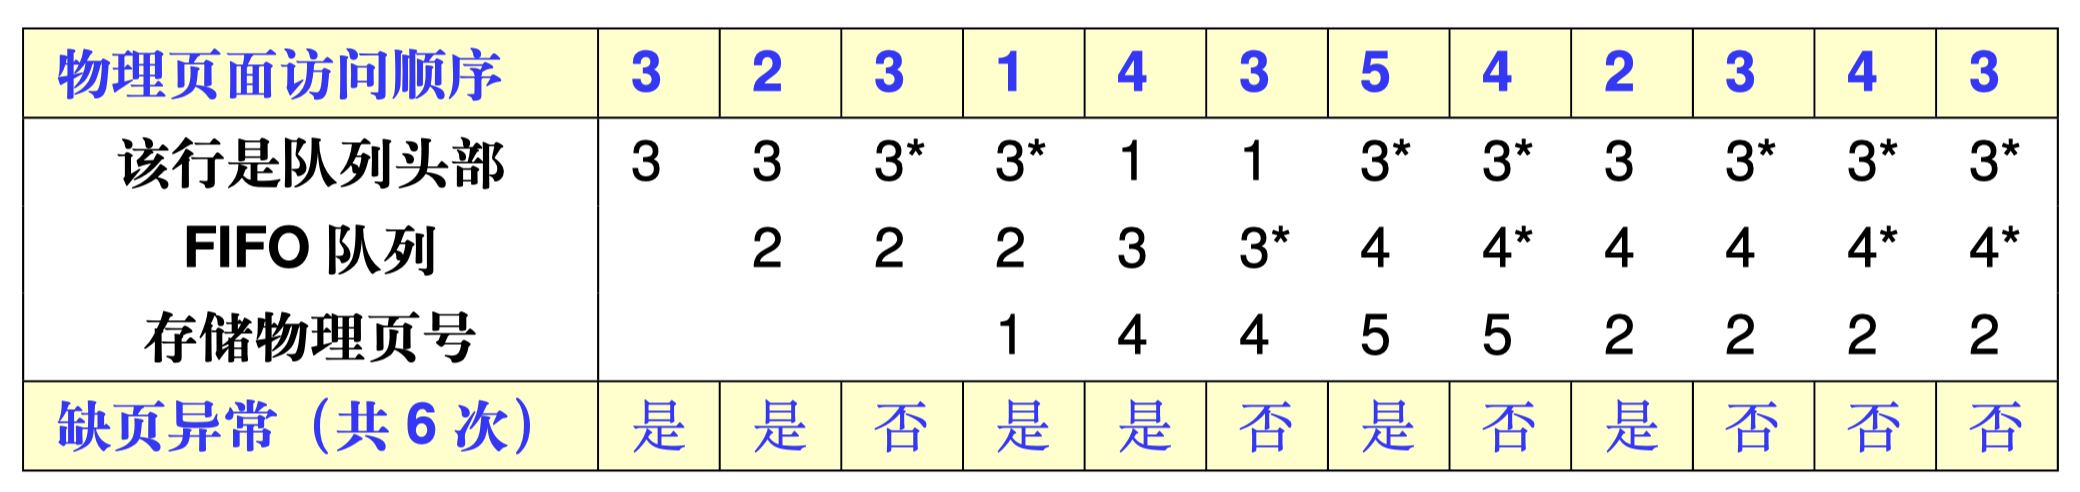 物理页面访问顺序 3 2 3 1 4 3 5 4 2 3 4 3
该行是队列头部 3 3 3* 3* 1 1 3* 3* 3 3* 3* 3*
FIFO 队列 2 2 2 3 3* 4 4* 4 4 4* 4*
存储物理页号 1 4 4 5 5 2 2 2 2
缺页异常（共 6 次） 是 是 否 是 是 否 是 否 是 否 否 否